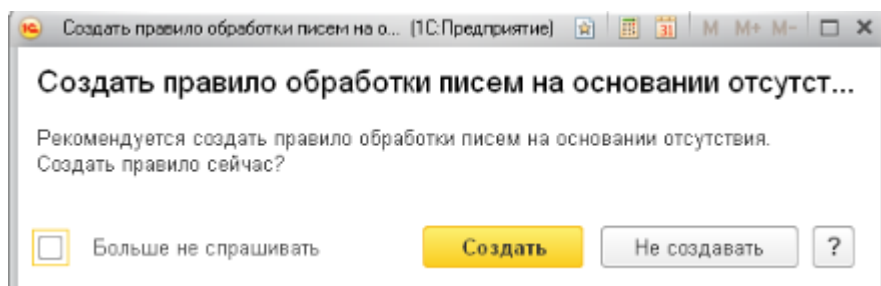 Создать правило обработки писем на о... (1С:Предприятие) 31 M M+ M-
Создать правило обработки писем на основании отсутст...
Рекомендуется создать правило обработки писем на основании отсутствия.
Создать правило сейчас?
Больше не спрашивать Создать Не создавать ?